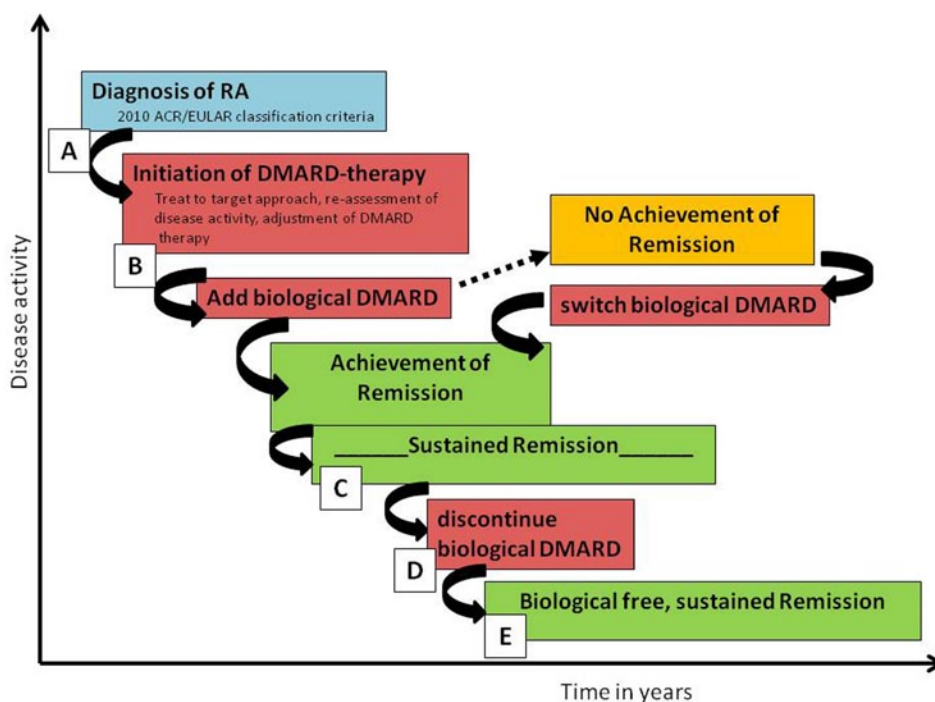 Disease activity
Diagnosis of RA
2010 ACR/EULAR classification criteria
A
Initiation of DMARD-therapy
Treat to target approach, re-assessment of
disease activity, adjustment of DMARD
therapy
B
Add biological DMARD
No Achievement of
Remission
switch biological DMARD
Achievement of
Remission
______Sustained Remission______
C
discontinue
biological DMARD
D
Biological free, sustained Remission
E
Time in years